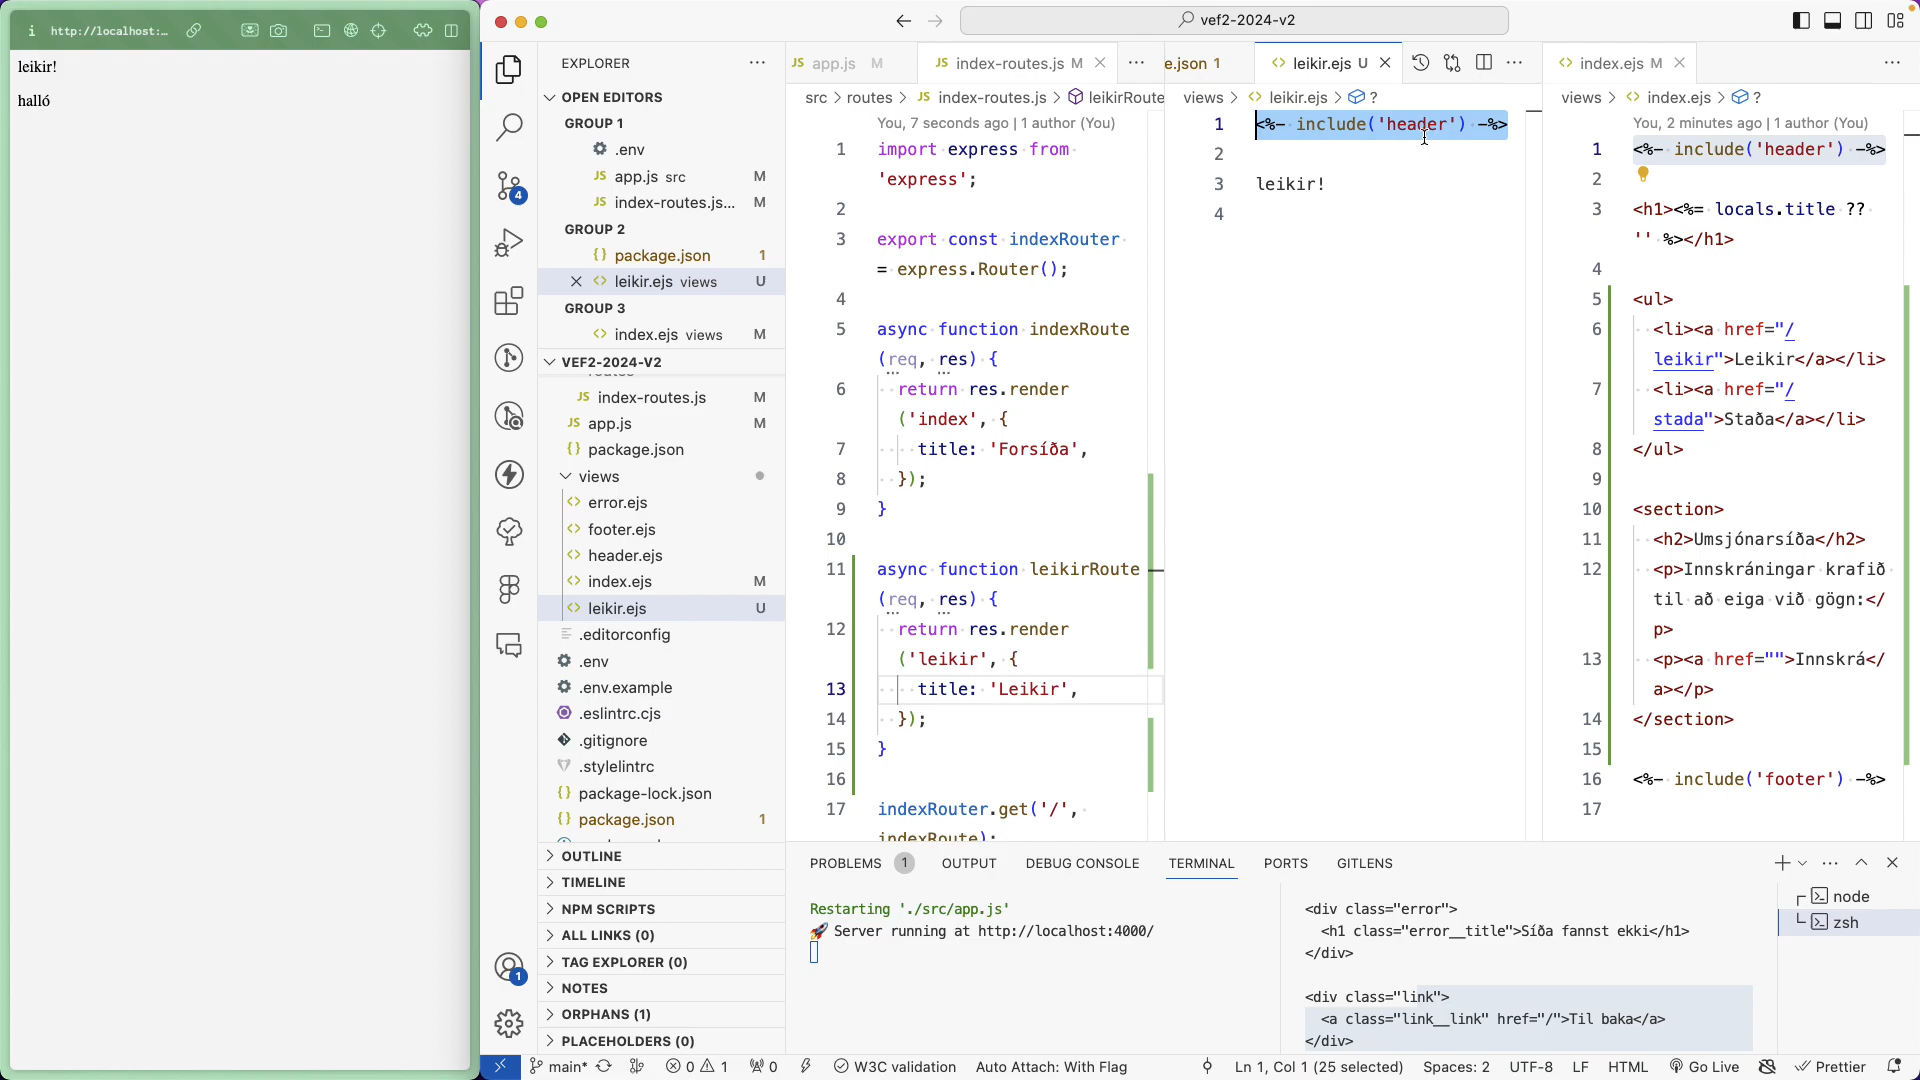 http://localhost:…
leikir!
halló
vef2-2024-v2
EXPLORER
OPEN EDITORS
GROUP 1
.env
app.js src M
index-routes.js... M
GROUP 2
package.json 1
leikir.ejs views U
GROUP 3
index.ejs views M
VEF2-2024-V2
index-routes.js M
app.js M
package.json
views
error.ejs
footer.ejs
header.ejs
index.ejs M
leikir.ejs U
.editorconfig
.env
.env.example
.eslintrc.cjs
.gitignore
.stylelintrc
package-lock.json
package.json 1
OUTLINE
TIMELINE
NPM SCRIPTS
ALL LINKS (0)
TAG EXPLORER (0)
NOTES
ORPHANS (1)
PLACEHOLDERS (0)
4
1
JS app.js M
JS index-routes.js M
src > routes > JS index-routes.js > leikirRoute
You, 7 seconds ago | 1 author (You)
1 import express from
'express';
2
3 export const indexRouter
= express.Router();
4
5 async function indexRoute
(req, res) {
6 return res.render
('index', {
7 title: 'Forsíða',
8 });
9 }
10
11 async function leikirRoute
(req, res) {
12 return res.render
('leikir', {
13 title: 'Leikir',
14 });
15 }
16
17 indexRouter.get('/',
indexRoute);
e.json 1
leikir.ejs U
views > leikir.ejs > ?
1 <%- include('header') -%>
2
3 leikir!
4
index.ejs M
views > index.ejs > ?
You, 2 minutes ago | 1 author (You)
1 <%- include('header') -%>
2
3 <h1><%= locals.title ??
'' %></h1>
4
5 <ul>
6 <li><a href="/
leikir">Leikir</a></li>
7 <li><a href="/
stada">Staða</a></li>
8 </ul>
9
10 <section>
11 <h2>Umsjónarsíða</h2>
12 <p>Innskráningar krafið
til að eiga við gögn:</
p>
13 <p><a href="">Innskrá</
a></p>
14 </section>
15
16 <%- include('footer') -%>
17
PROBLEMS 1 OUTPUT DEBUG CONSOLE TERMINAL PORTS GITLENS
Restarting './src/app.js'
🚀 Server running at http://localhost:4000/
<div class="error">
<h1 class="error__title">Síða fannst ekki</h1>
</div>
<div class="link">
<a class="link__link" href="/">Til baka</a>
</div>
node
zsh
main* 0 1 0 W3C validation Auto Attach: With Flag Ln 1, Col 1 (25 selected) Spaces: 2 UTF-8 LF HTML Go Live Prettier